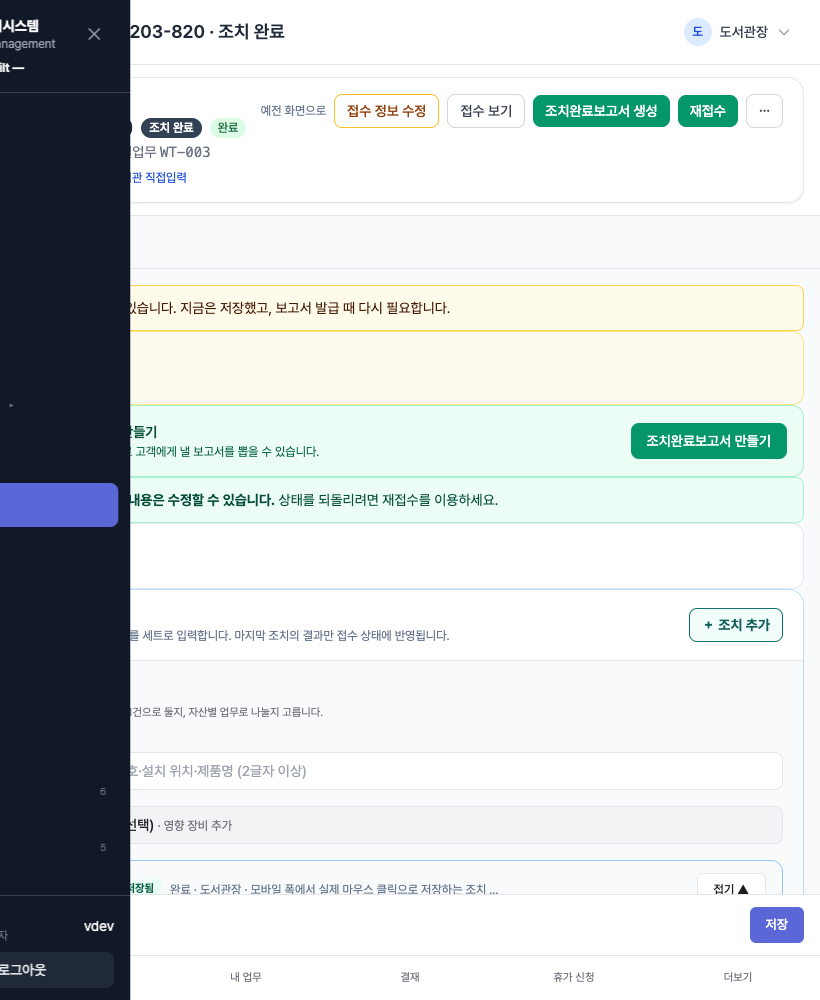 시스템
anagement
203-820 · 조치 완료
도 도서관장
예전 화면으로 접수 정보 수정 접수 보기 조치완료보고서 생성 재접수 ···
조치 완료 완료
업무 WT-003
관 직접입력
있습니다. 지금은 저장했고, 보고서 발급 때 다시 필요합니다.
만들기
고객에게 낼 보고서를 뽑을 수 있습니다.
조치완료보고서 만들기
내용은 수정할 수 있습니다. 상태를 되돌리려면 재접수를 이용하세요.
를 세트로 입력합니다. 마지막 조치의 결과만 접수 상태에 반영됩니다.
+ 조치 추가
건으로 둘지, 자산별 업무로 나눌지 고릅니다.
호·설치 위치·제품명 (2글자 이상)
선택) · 영향 장비 추가
저장됨 완료 · 도서관장 · 모바일 폭에서 실제 마우스 클릭으로 저장하는 조치 ...
접기 ▲
6
5
vdev
자
로그아웃
저장
내 업무 결재 휴가 신청 더보기